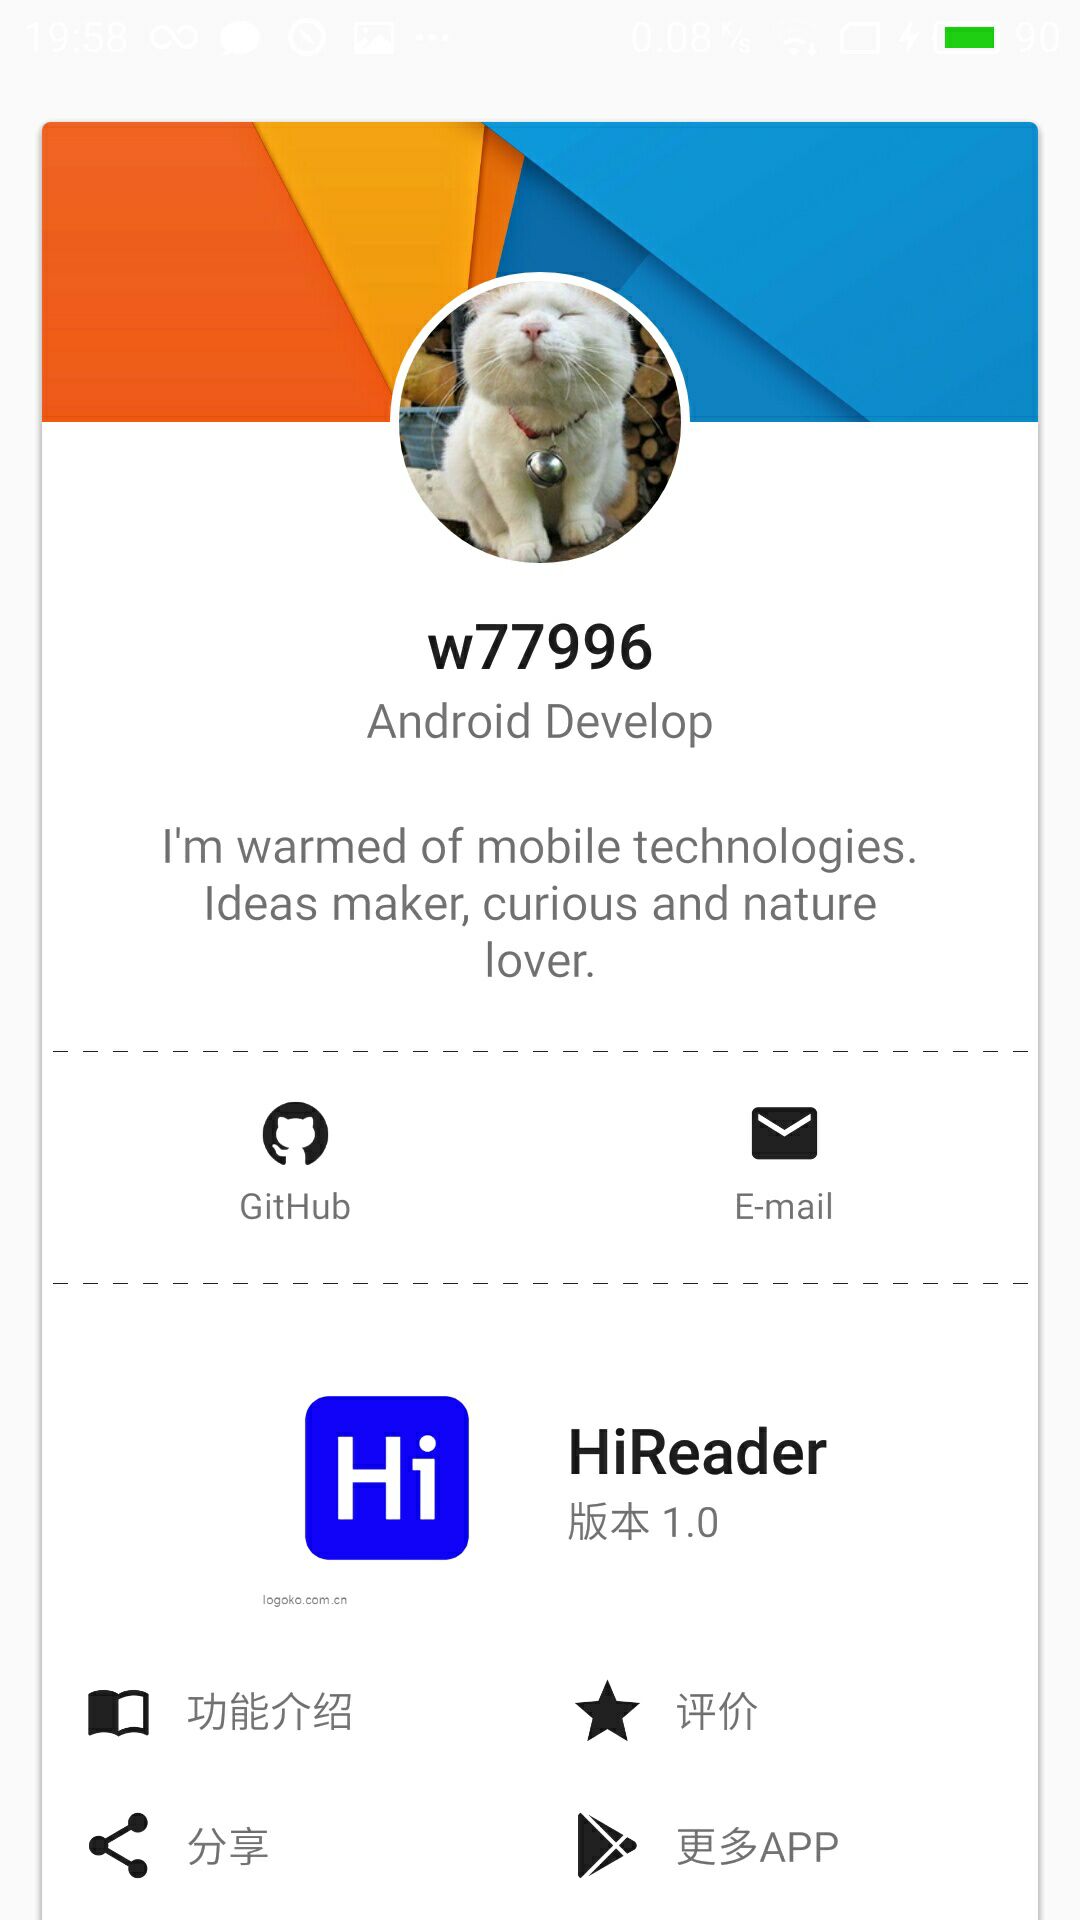 19:58 0.08 K/s 90
w77996
Android Develop
I'm warmed of mobile technologies.
Ideas maker, curious and nature
lover.
GitHub E-mail
Hi
HiReader
版本 1.0
logoko.com.cn
功能介绍 评价
分享 更多APP